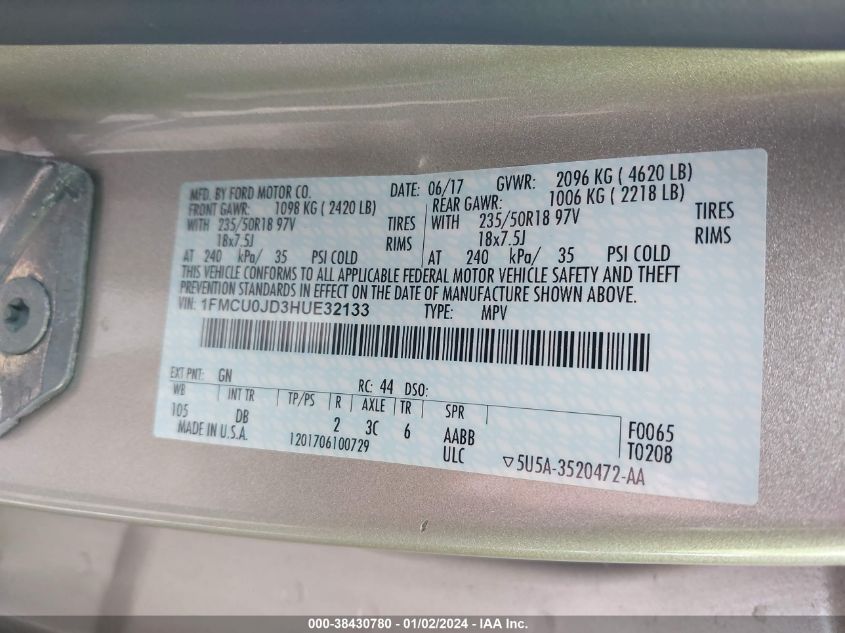 MFD. BY FORD MOTOR CO. DATE: 06/17 GVWR: 2096 KG ( 4620 LB)
FRONT GAWR: 1098 KG ( 2420 LB) REAR GAWR: 1006 KG ( 2218 LB)
WITH 235/50R18 97V TIRES WITH 235/50R18 97V TIRES
18x7.5J RIMS 18x7.5J RIMS
AT 240 kPa/ 35 PSI COLD AT 240 kPa/ 35 PSI COLD
THIS VEHICLE CONFORMS TO ALL APPLICABLE FEDERAL MOTOR VEHICLE SAFETY AND THEFT
PREVENTION STANDARDS IN EFFECT ON THE DATE OF MANUFACTURE SHOWN ABOVE.
VIN: 1FMCU0JD3HUE32133 TYPE: MPV
EXT PNT: GN RC: 44 DSO:
WB INT TR TP/PS R AXLE TR SPR
105 DB 2 3C 6 AABB F0065
MADE IN U.S.A. 1201706100729 ULC T0208
▽5U5A-3520472-AA
000-38430780 - 01/02/2024 - IAA Inc.